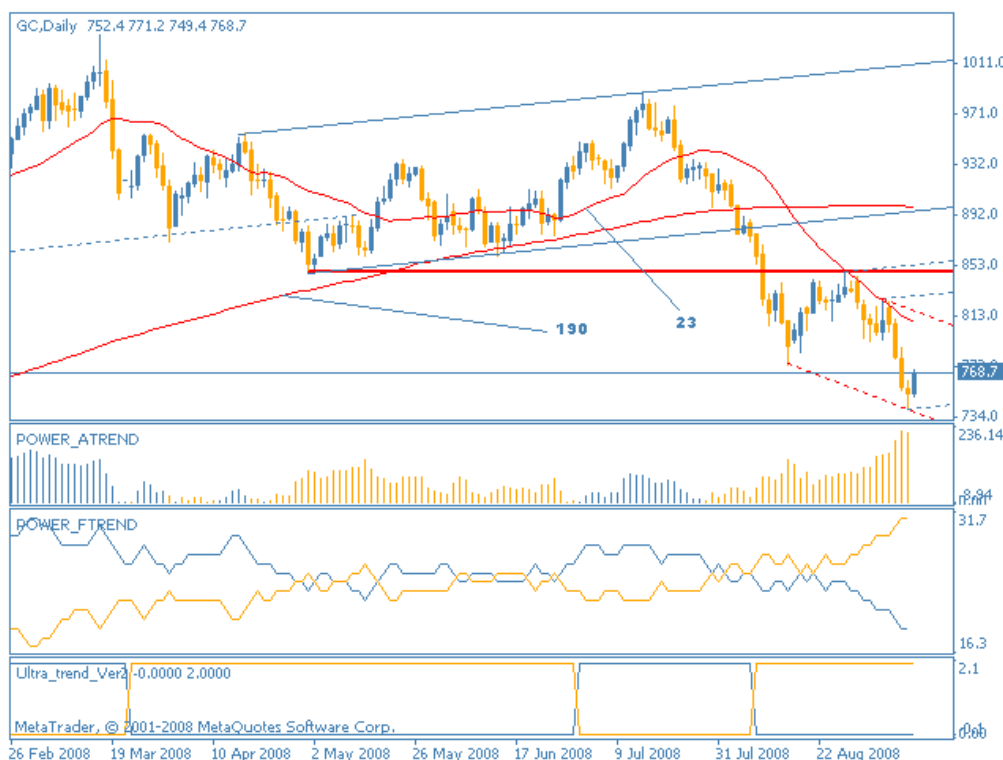 GC,Daily 752.4 771.2 749.4 768.7
1011.0
971.0
932.0
892.0
853.0
813.0
768.7
734.0
190
23
POWER_ATREND
236.14
POWER_FTREND
31.7
16.3
Ultra_trend_Ver2 -0.0000 2.0000
2.1
MetaTrader, © 2001-2008 MetaQuotes Software Corp.
26 Feb 2008 19 Mar 2008 10 Apr 2008 2 May 2008 26 May 2008 17 Jun 2008 9 Jul 2008 31 Jul 2008 22 Aug 2008